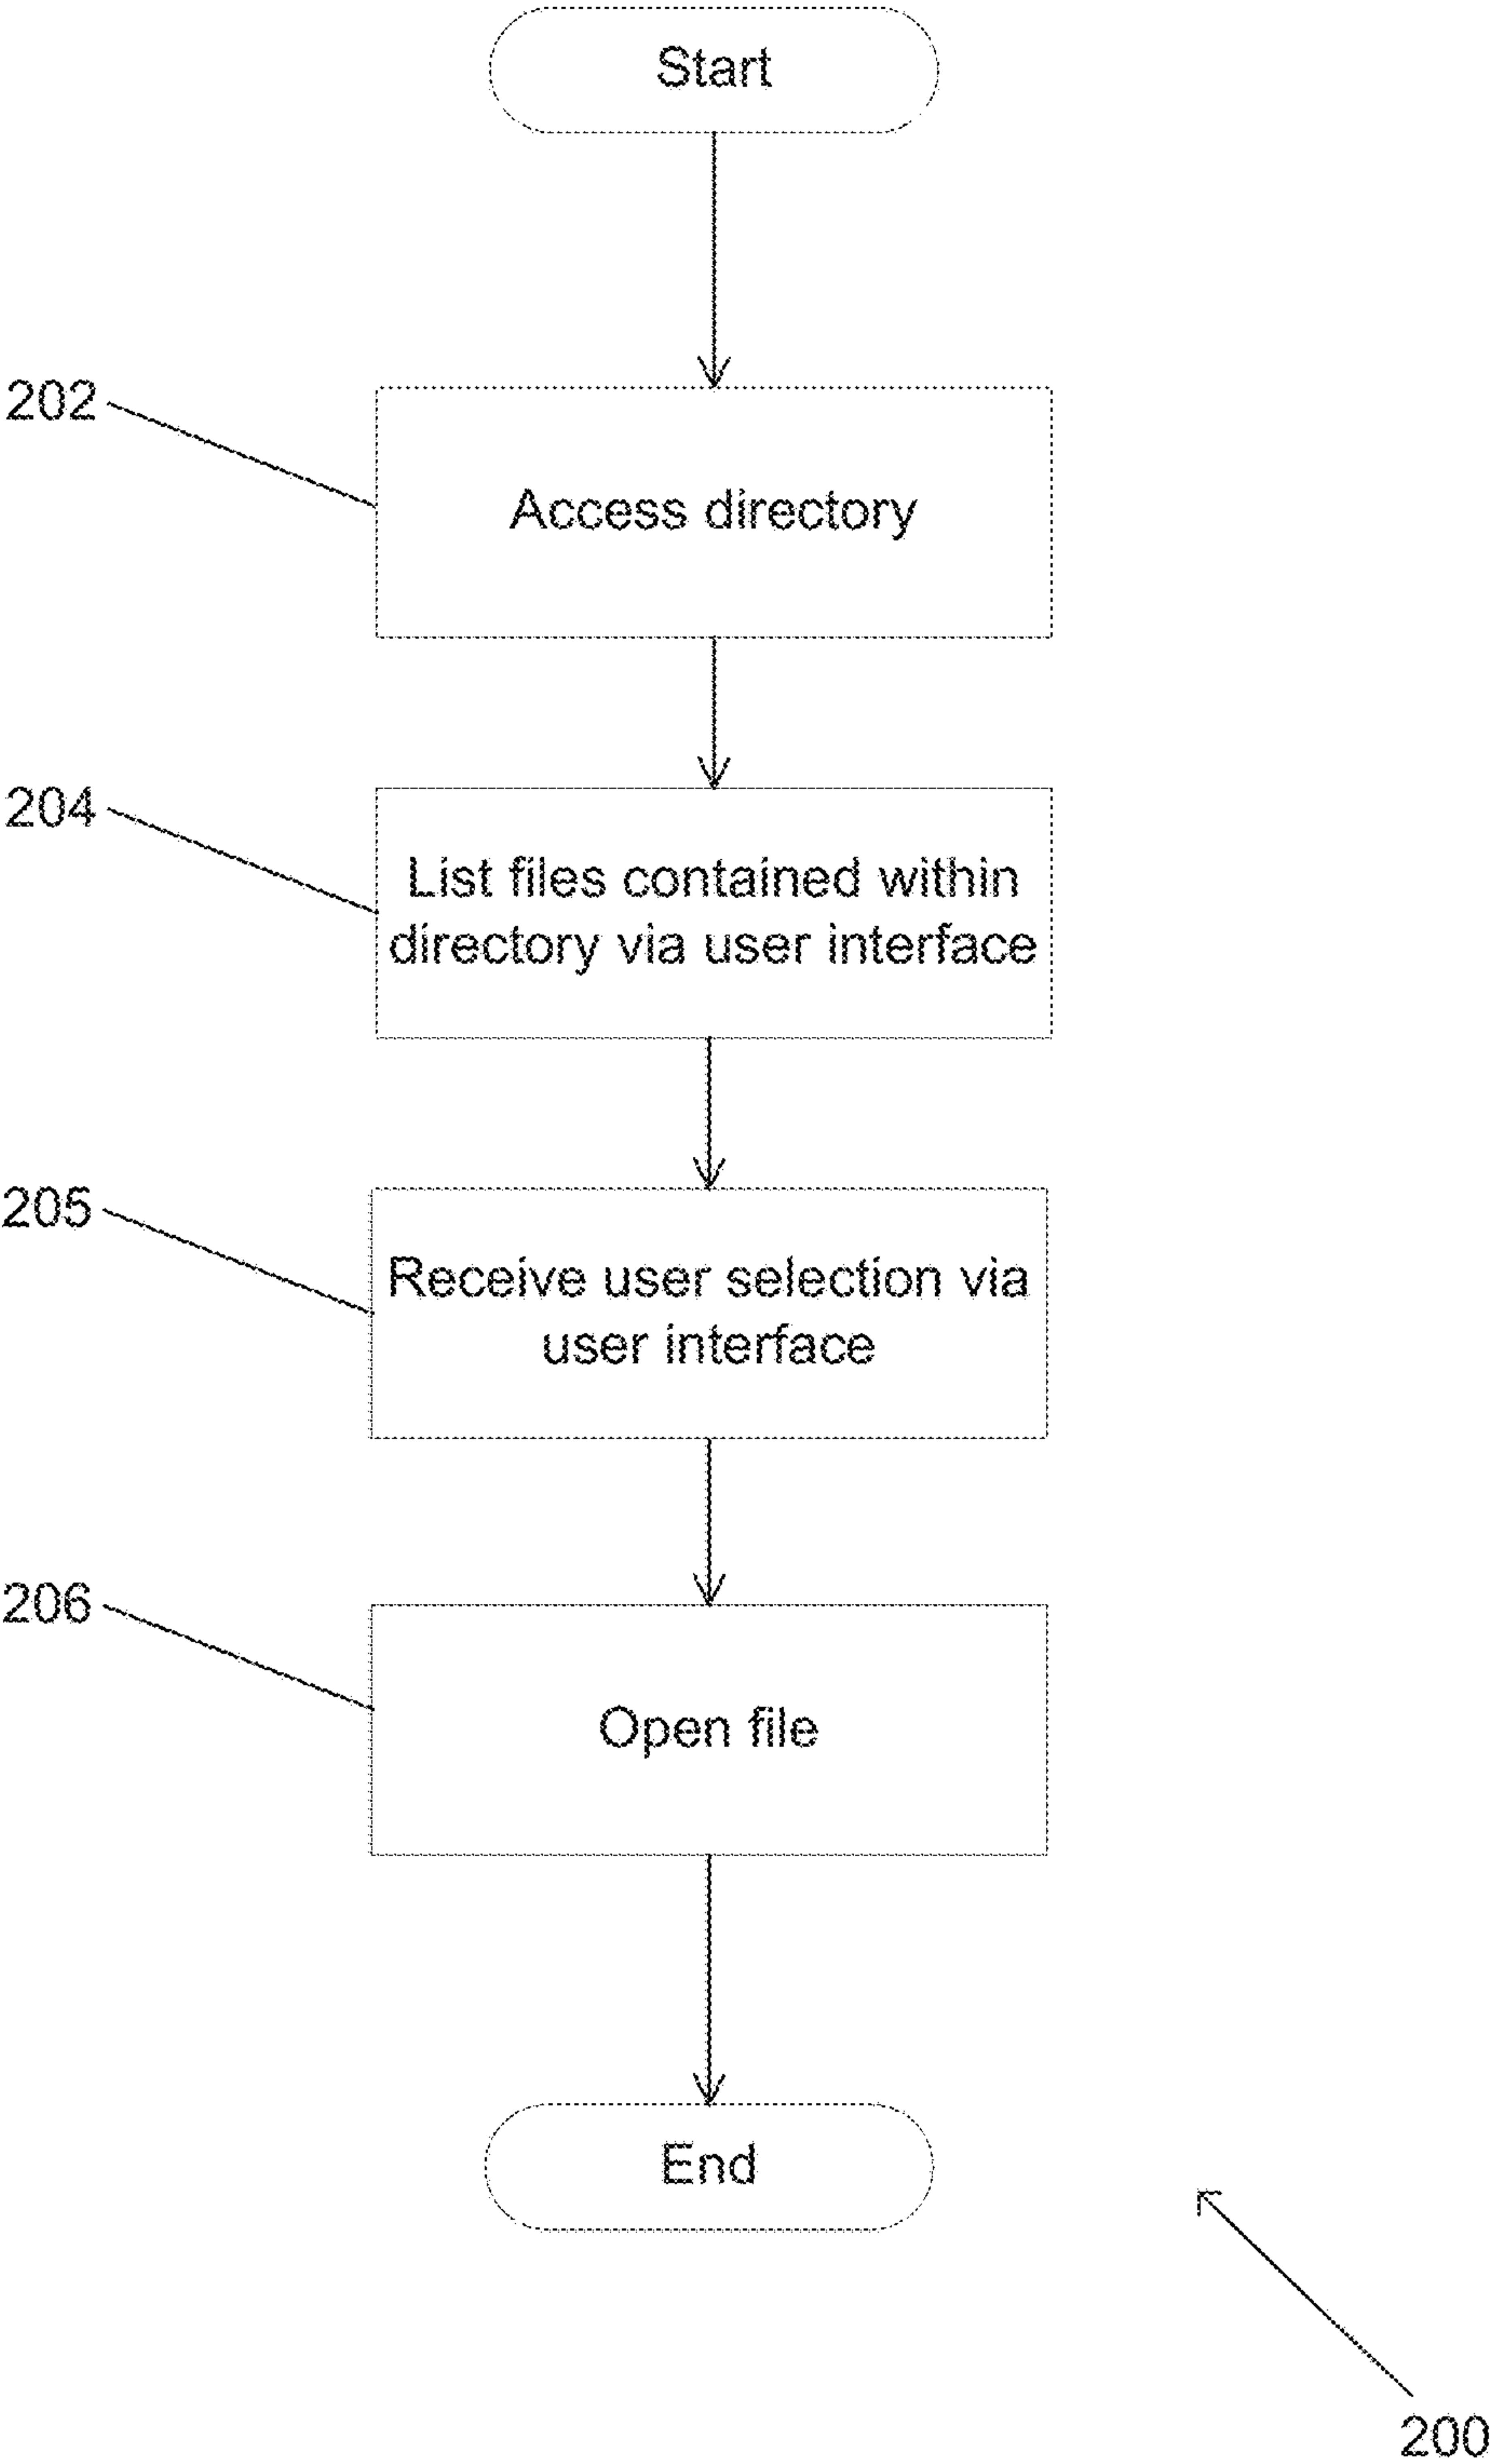 Start
202
Access directory
204
List files contained within
directory via user interface
205
Receive user selection via
user interface
206
Open file
End
200